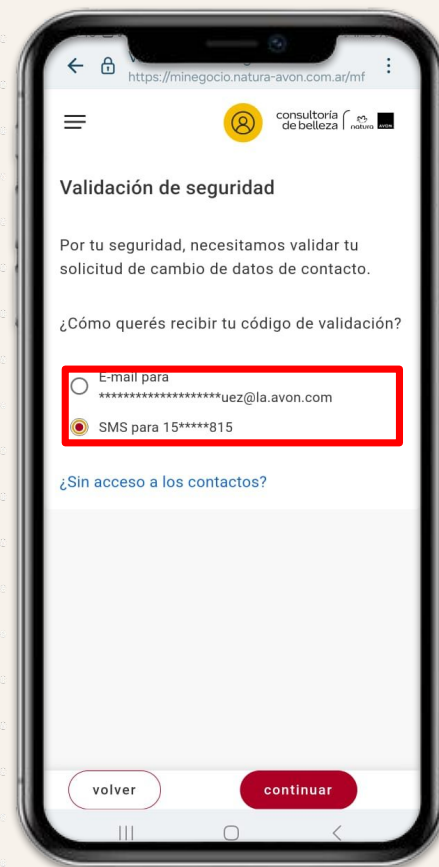 https://minegocio.natura-avon.com.ar/mf
consultoría
de belleza
natura AVON
Validación de seguridad
Por tu seguridad, necesitamos validar tu
solicitud de cambio de datos de contacto.
¿Cómo querés recibir tu código de validación?
E-mail para
********************uez@la.avon.com
SMS para 15*****815
¿Sin acceso a los contactos?
volver
continuar